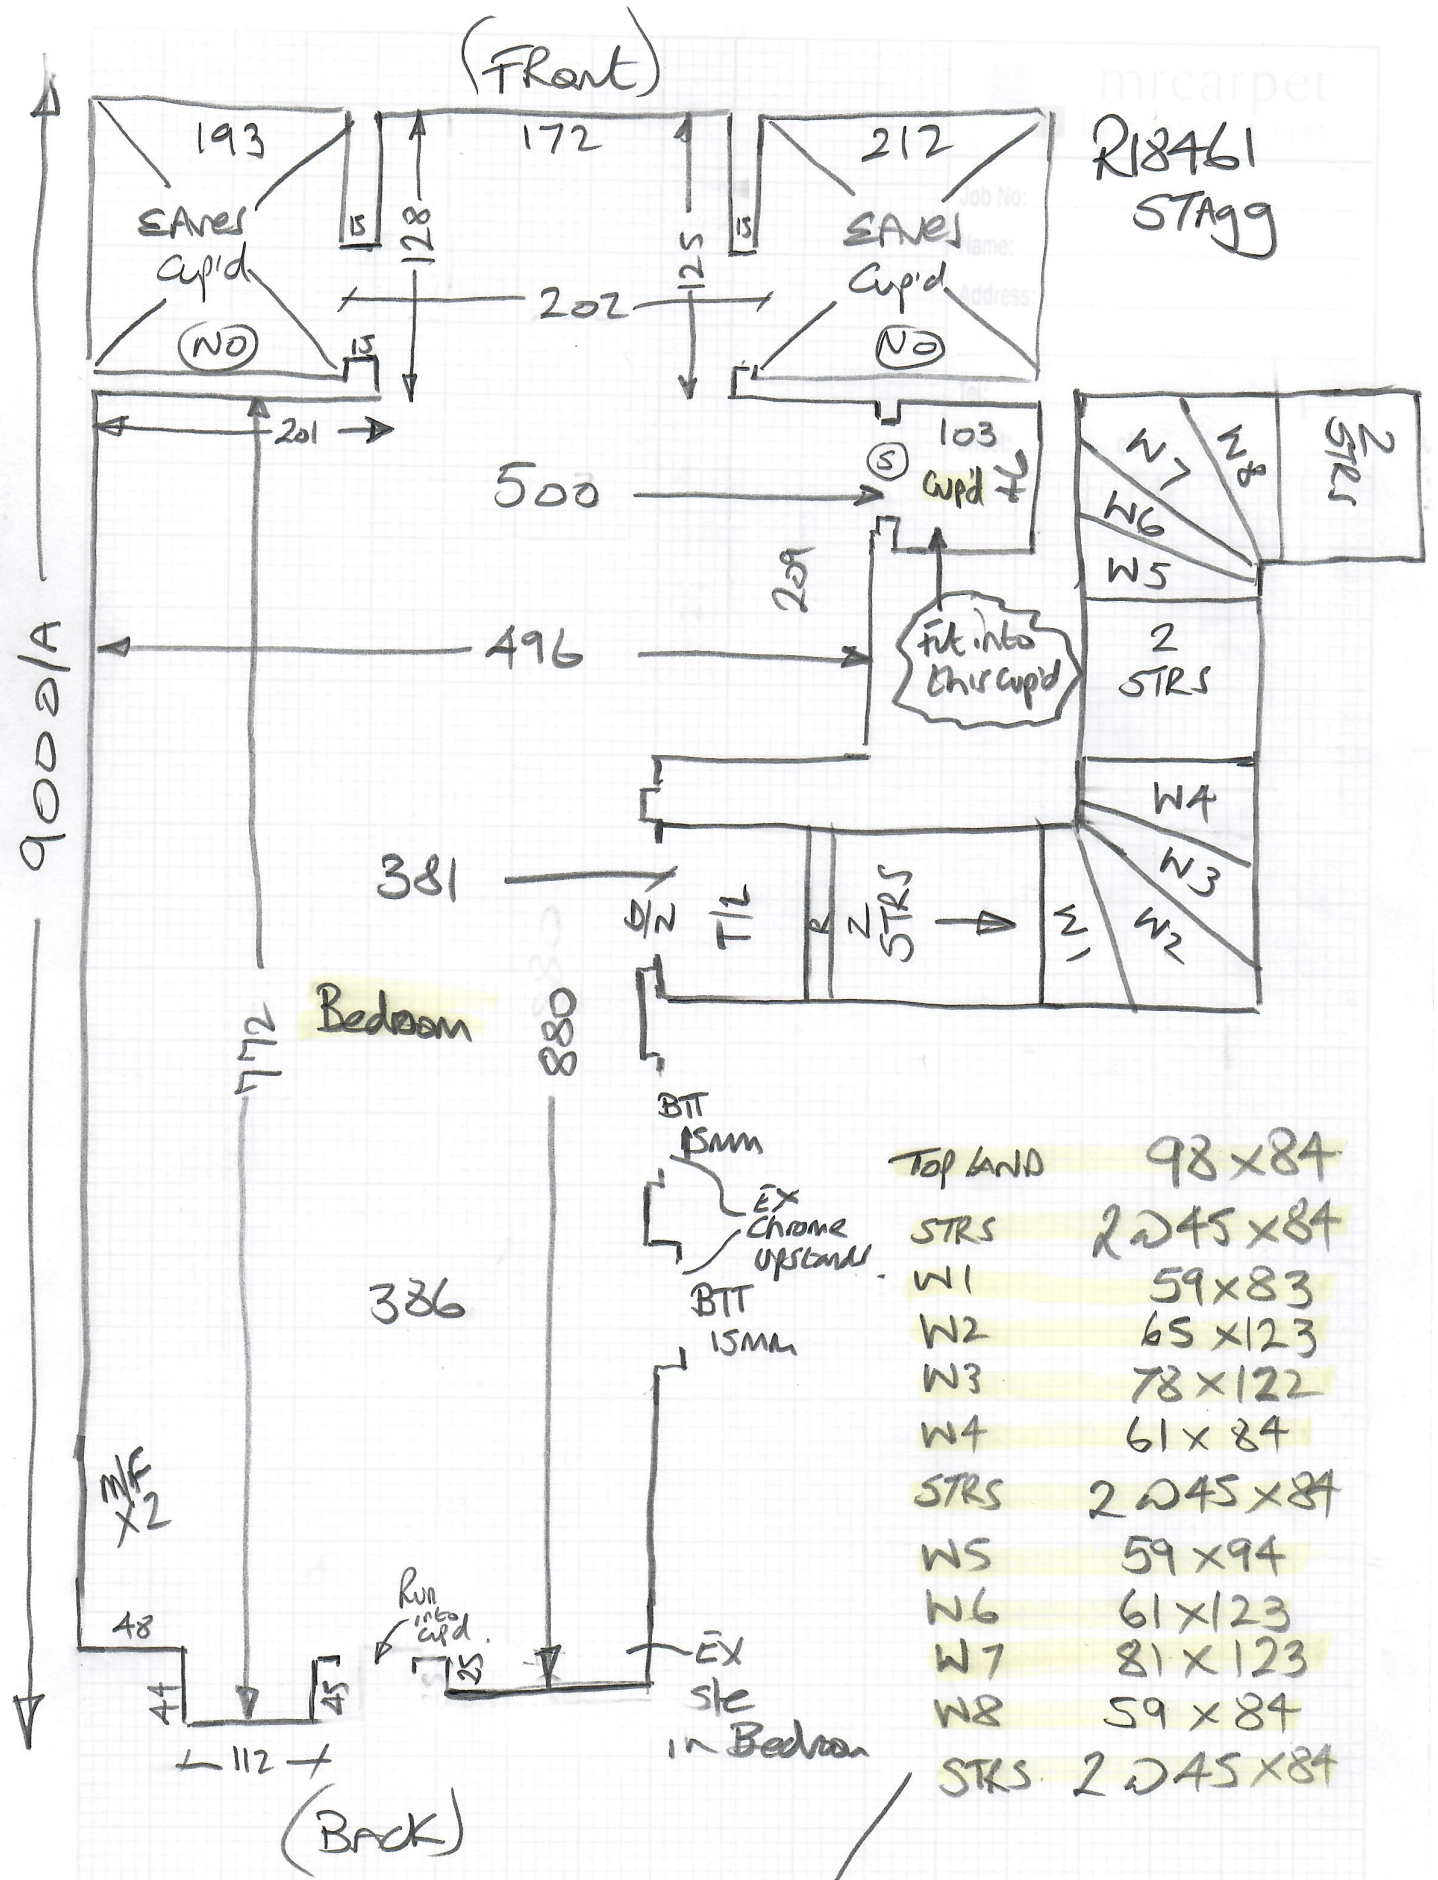 (FRont)
mrcarpet
193
172
212
R18461
STAgg
Job No:
Name:
Address:
EAves
Cup'd
NO
15
15
128
125
15
EAves
Cup'd
NO
202
201
103
Cup'd
S
500
209
496
Fit into
this cup'd
900 O/A
W7
W8
2
STRS
W6
W5
2
STRS
W4
W3
W2
W1
2
STRS
R
T/L
D/Z
381
772
Bedroom
880
BTT
15mm
EX
Chrome
upstands.
BTT
15mm
386
TOP LAND 98 x 84
STRS 2 @ 45 x 84
W1 59 x 83
W2 65 x 123
W3 78 x 122
W4 61 x 84
STRS 2 @ 45 x 84
W5 59 x 94
W6 61 x 123
W7 81 x 123
W8 59 x 84
STRS 2 @ 45 x 84
M/F
x2
48
44
45
Run
into
cupd.
25
EX
s/e
in Bedroom
112
(BACK)